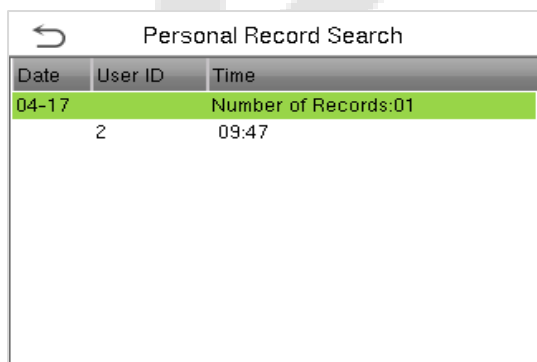 Personal Record Search
Date User ID Time
04-17 Number of Records:01
2 09:47